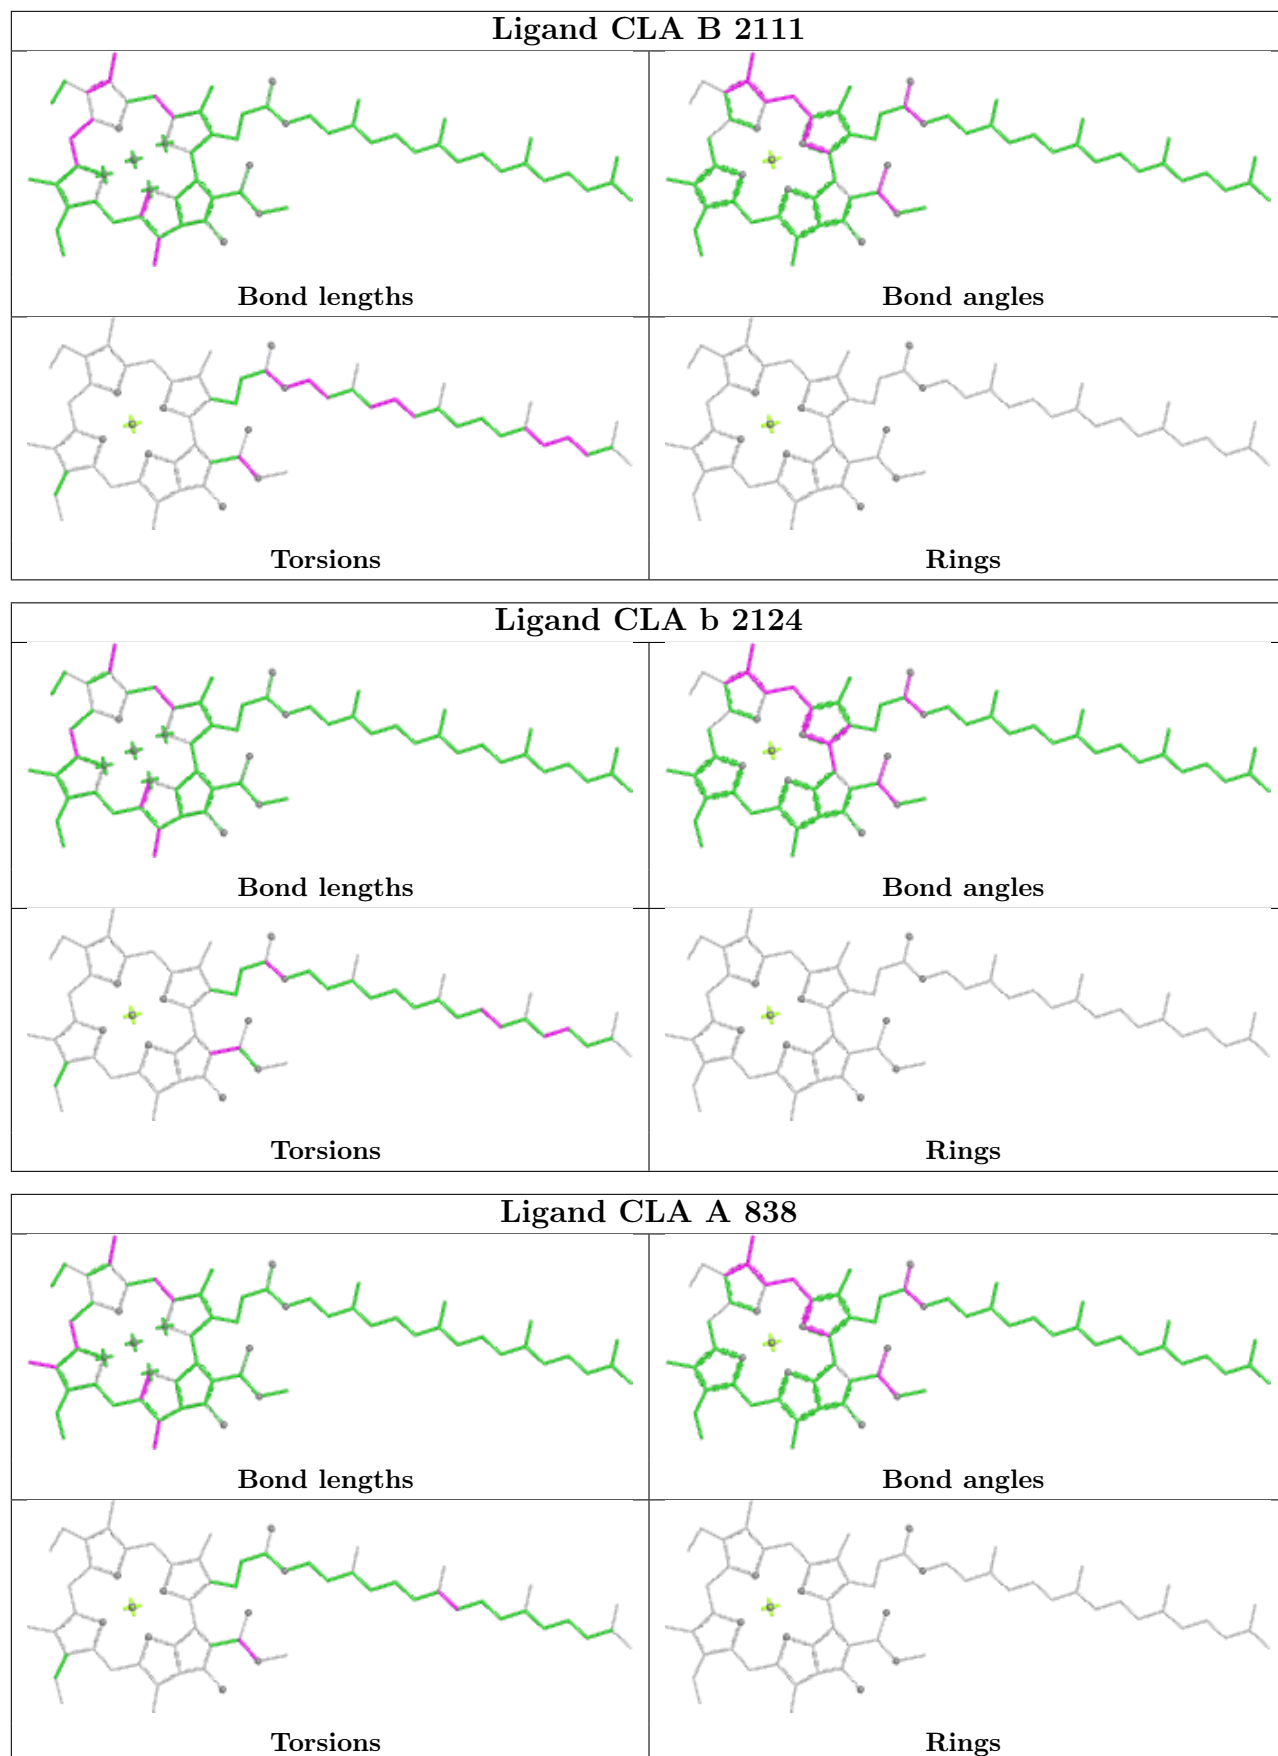 Ligand CLA B 2111
Bond lengths
Bond angles
Torsions
Rings
Ligand CLA b 2124
Bond lengths
Bond angles
Torsions
Rings
Ligand CLA A 838
Bond lengths
Bond angles
Torsions
Rings